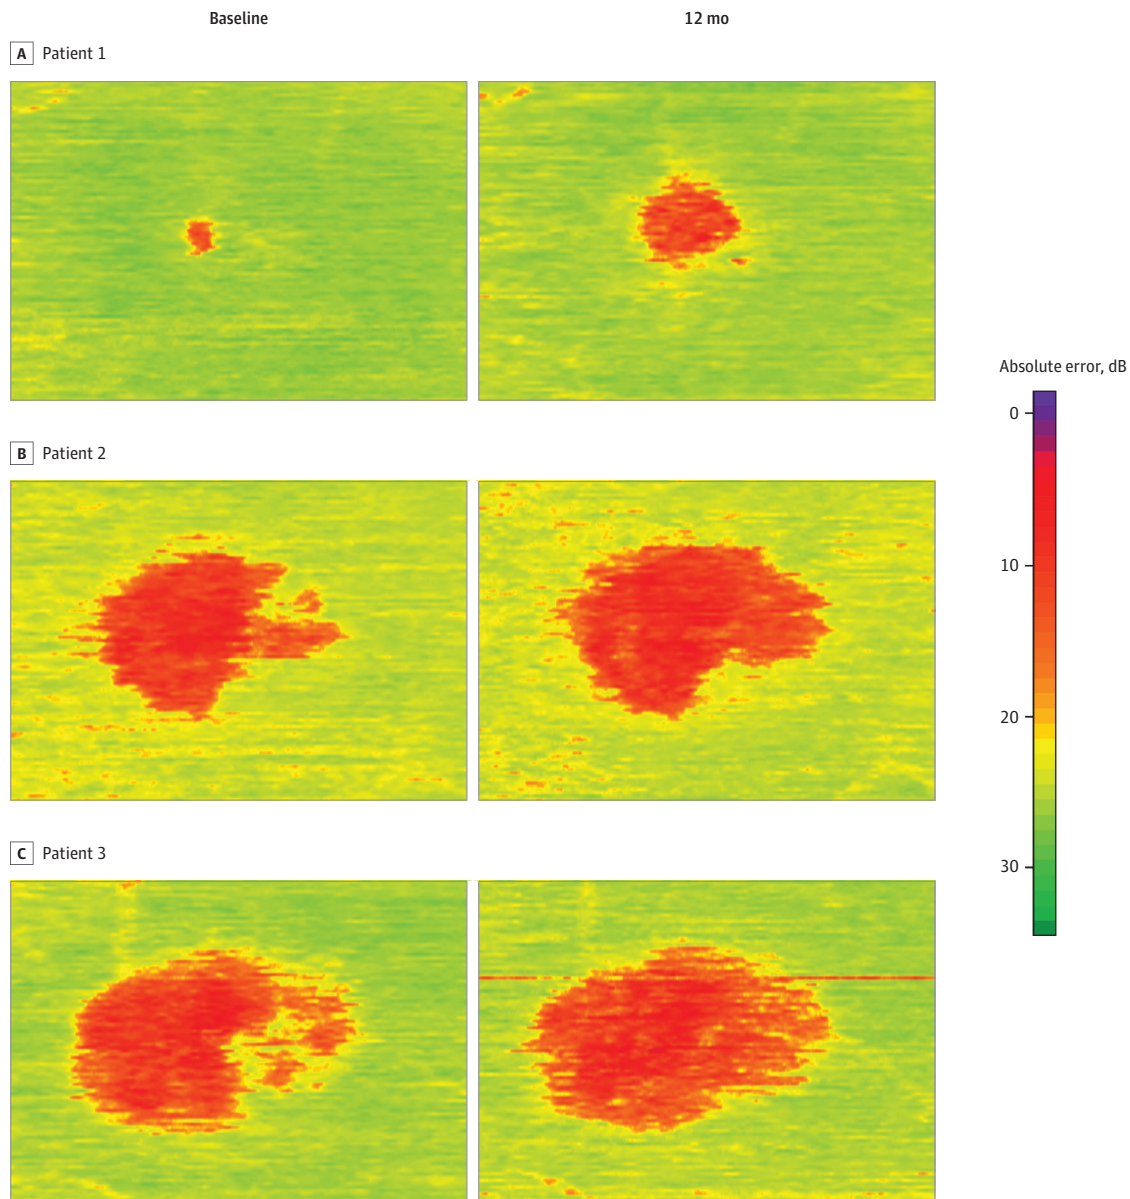 Baseline
12 mo
A Patient 1
B Patient 2
C Patient 3
Absolute error, dB
0
10
20
30